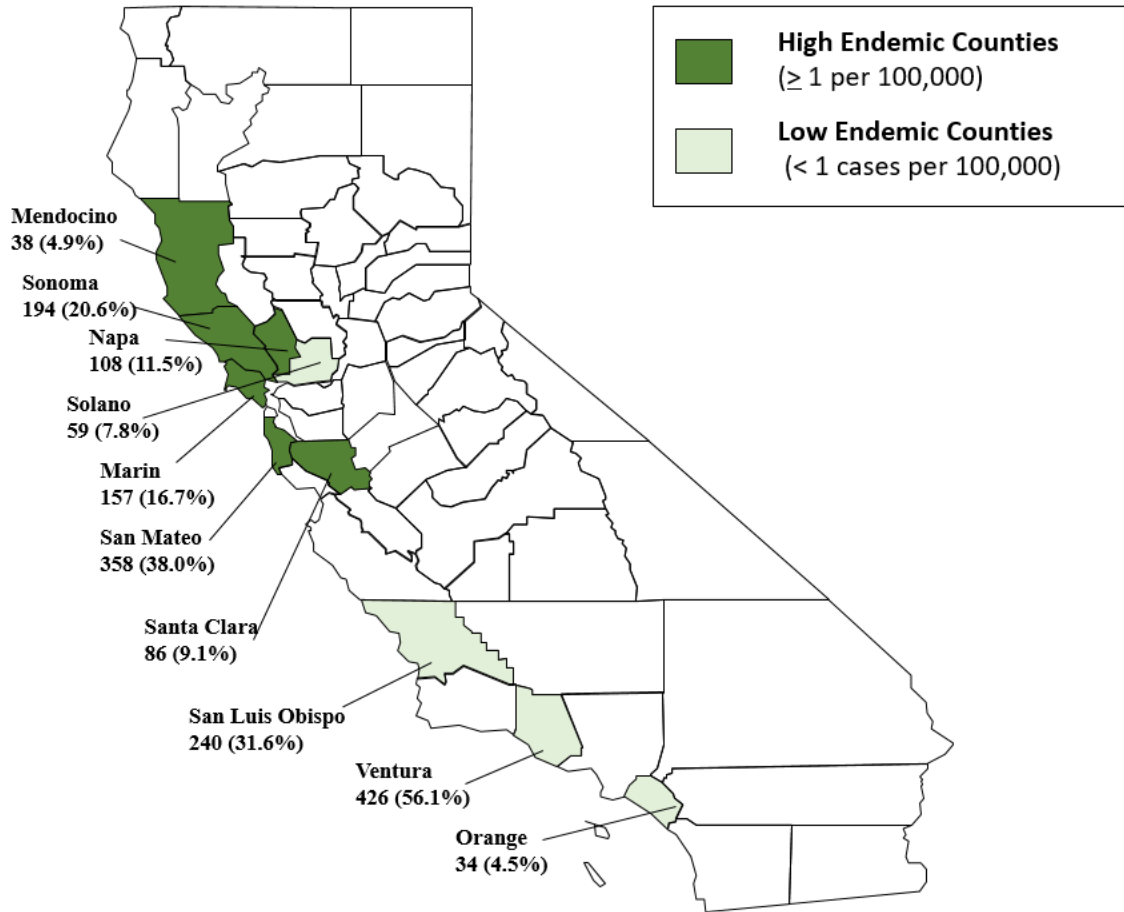 High Endemic Counties
(≥ 1 per 100,000)
Low Endemic Counties
(< 1 cases per 100,000)
Mendocino
38 (4.9%)
Sonoma
194 (20.6%)
Napa
108 (11.5%)
Solano
59 (7.8%)
Marin
157 (16.7%)
San Mateo
358 (38.0%)
Santa Clara
86 (9.1%)
San Luis Obispo
240 (31.6%)
Ventura
426 (56.1%)
Orange
34 (4.5%)